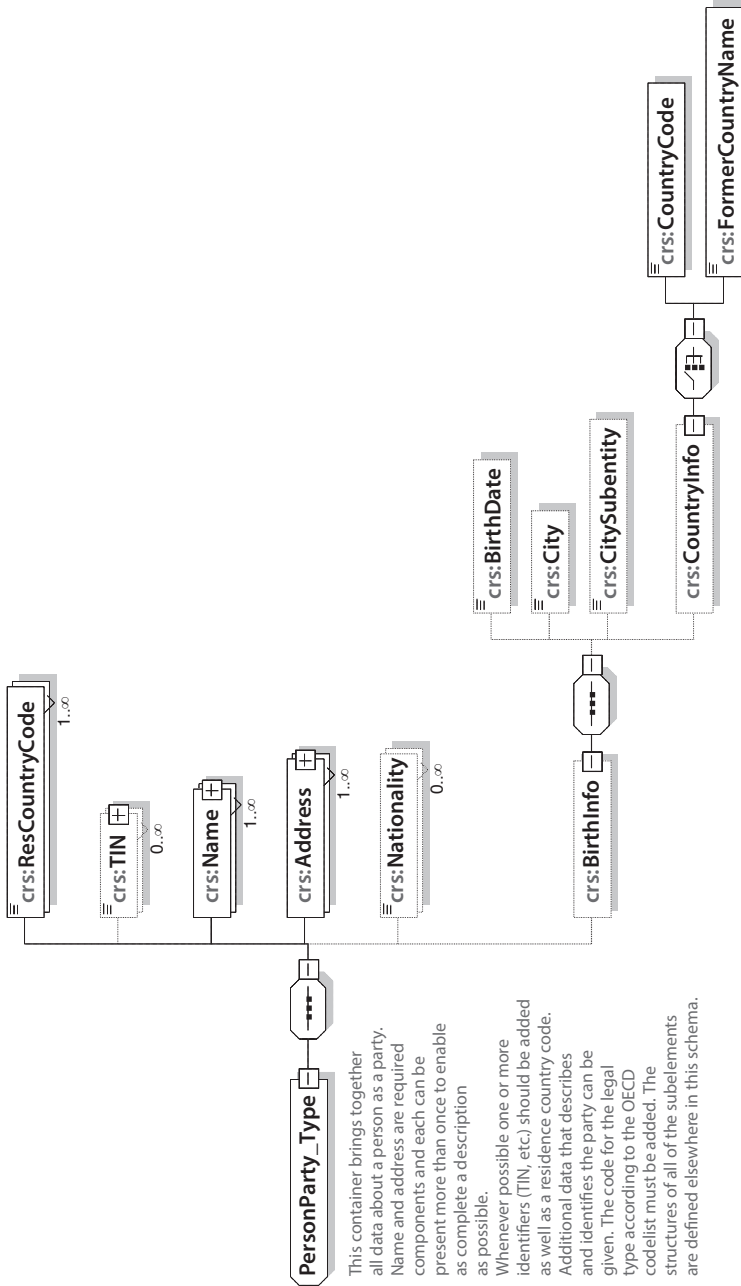 PersonParty_Type
This container brings together
all data about a person as a party.
Name and address are required
components and each can be
present more than once to enable
as complete a description
as possible.
Whenever possible one or more
identifiers (TIN, etc.) should be added
as well as a residence country code.
Additional data that describes
and identifies the party can be
given. The code for the legal
type according to the OECD
codelist must be added. The
structures of all of the subelements
are defined elsewhere in this schema.
crs:ResCountryCode
1..∞
crs:TIN
0..∞
crs:Name
1..∞
crs:Address
1..∞
crs:Nationality
0..∞
crs:BirthInfo
crs:BirthDate
crs:City
crs:CitySubentity
crs:CountryInfo
crs:CountryCode
crs:FormerCountryName